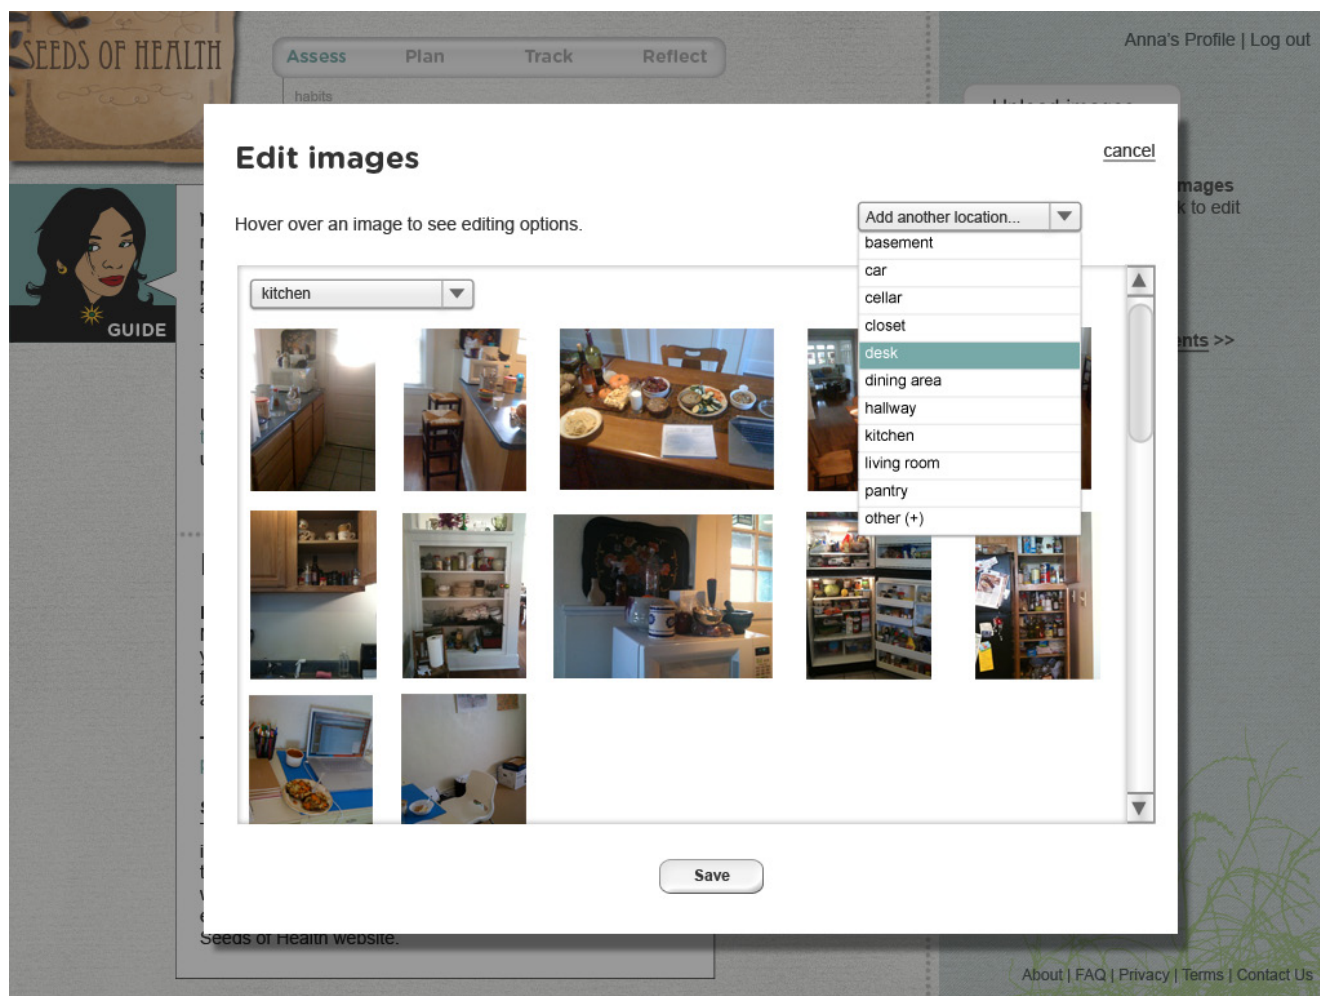 SEEDS OF HEALTH
Assess Plan Track Reflect
habits
Anna's Profile | Log out
Edit images
cancel
Hover over an image to see editing options.
Add another location...
basement
car
cellar
closet
desk
dining area
hallway
kitchen
living room
pantry
other (+)
kitchen
GUIDE
to edit
>>
Save
Seeds of Health website.
About | FAQ | Privacy | Terms | Contact Us